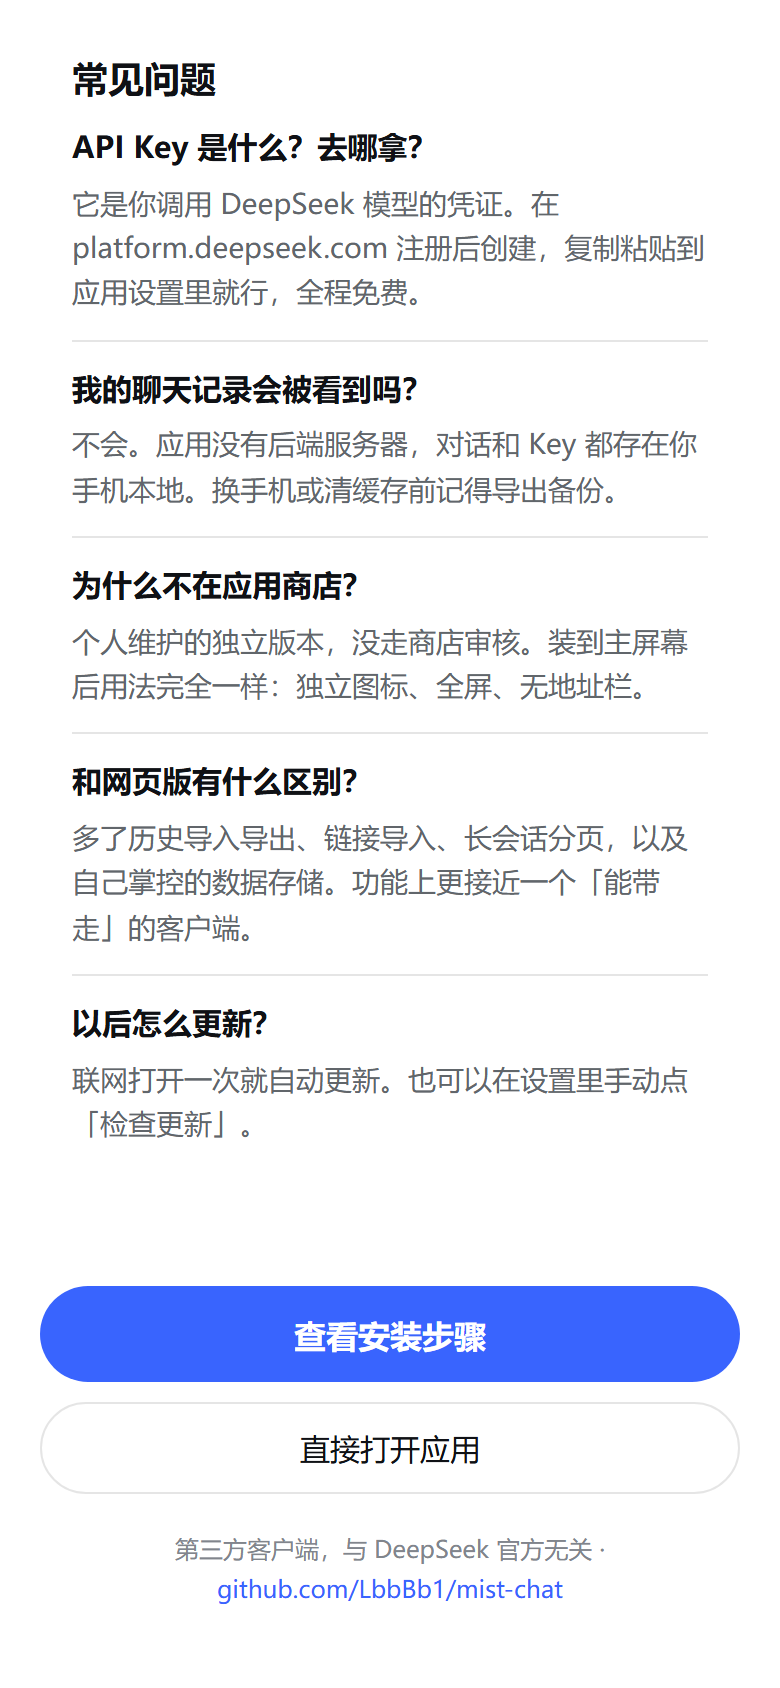 常见问题
API Key 是什么？去哪拿？
它是你调用 DeepSeek 模型的凭证。在
platform.deepseek.com 注册后创建，复制粘贴到
应用设置里就行，全程免费。
我的聊天记录会被看到吗？
不会。应用没有后端服务器，对话和 Key 都存在你
手机本地。换手机或清缓存前记得导出备份。
为什么不在应用商店？
个人维护的独立版本，没走商店审核。装到主屏幕
后用法完全一样：独立图标、全屏、无地址栏。
和网页版有什么区别？
多了历史导入导出、链接导入、长会话分页，以及
自己掌控的数据存储。功能上更接近一个「能带
走」的客户端。
以后怎么更新？
联网打开一次就自动更新。也可以在设置里手动点
「检查更新」。
查看安装步骤
直接打开应用
第三方客户端，与 DeepSeek 官方无关 ·
github.com/LbbBb1/mist-chat